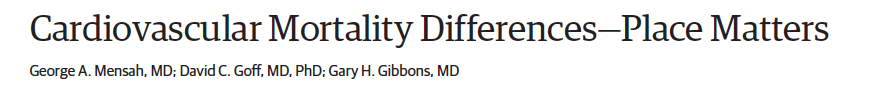 Cardiovascular Mortality Differences—Place Matters
George A. Mensah, MD; David C. Goff, MD, PhD; Gary H. Gibbons, MD